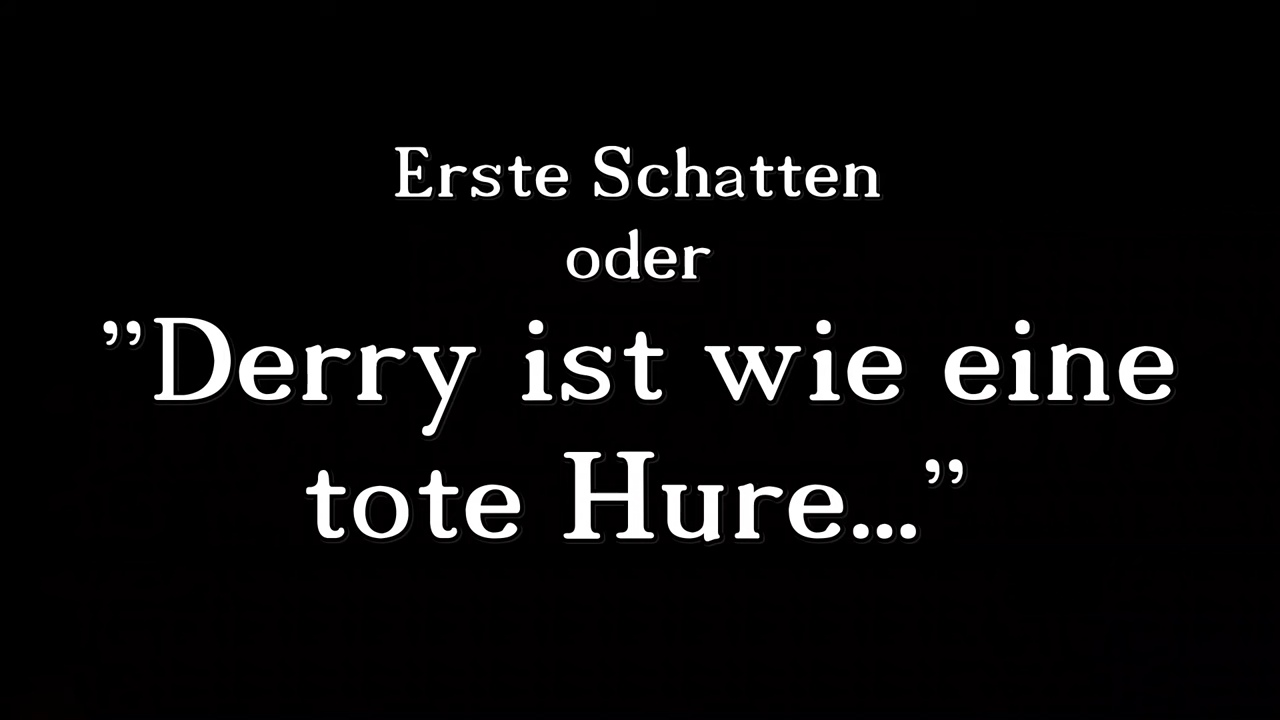 Erste Schatten
oder
”Derry ist wie eine
tote Hure...”